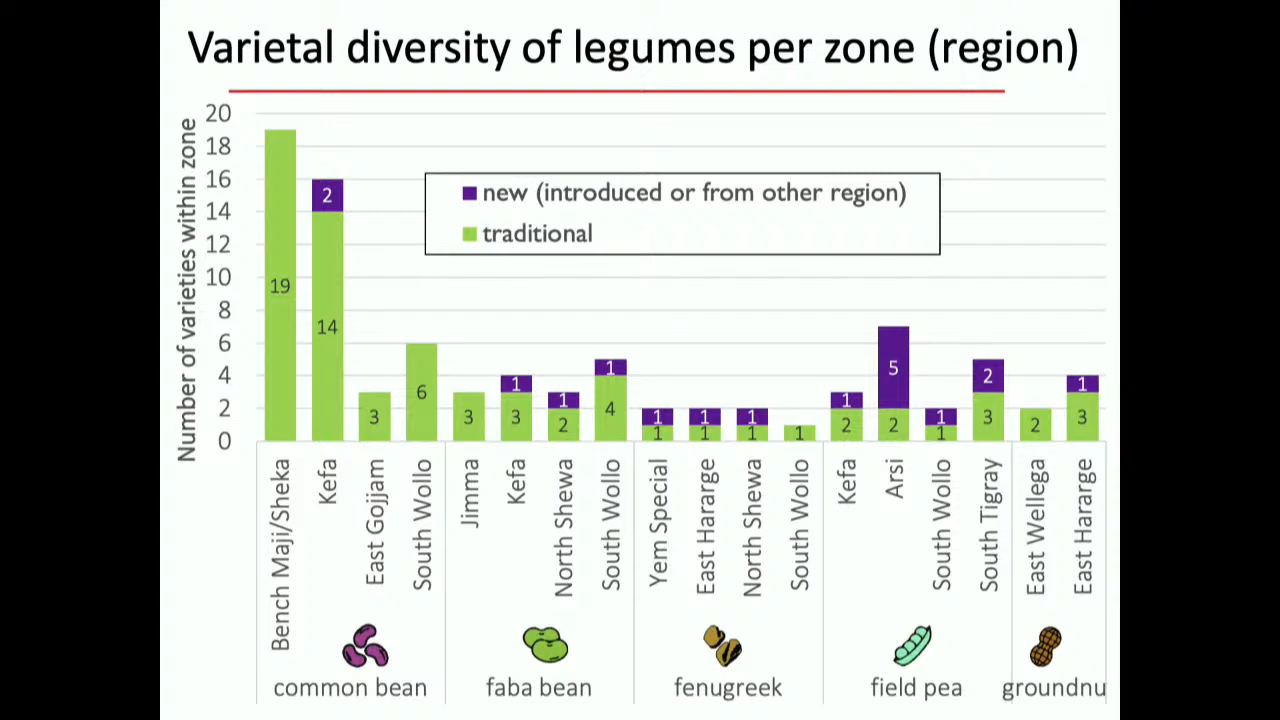 Varietal diversity of legumes per zone (region)
Number of varieties within zone
20
18
16
14
12
10
8
6
4
2
0
new (introduced or from other region)
traditional
19
2
14
3
6
3
1
3
1
2
1
4
1
1
1
1
1
1
1
1
2
5
2
1
1
2
3
2
1
3
Bench Maji/Sheka
Kefa
East Gojjam
South Wollo
Jimma
Kefa
North Shewa
South Wollo
Yem Special
East Hararge
North Shewa
South Wollo
Kefa
Arsi
South Wollo
South Tigray
East Wellega
East Hararge
common bean
faba bean
fenugreek
field pea
groundnu